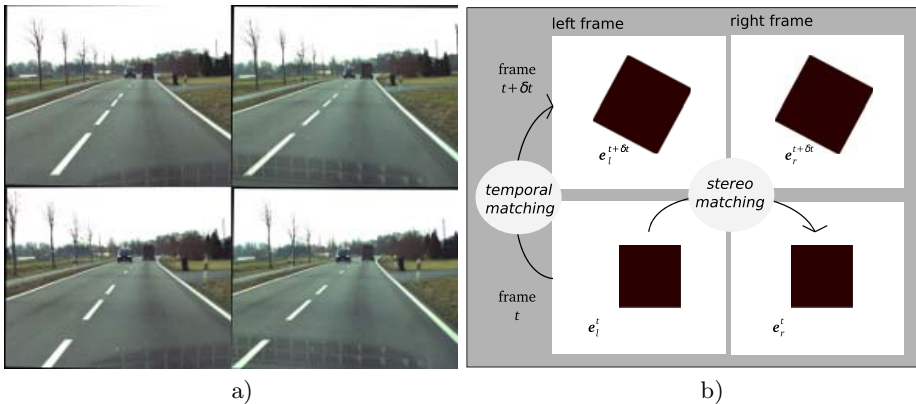 left frame
right frame
frame
t + δt
e_l^{t+δt}
e_r^{t+δt}
temporal
matching
stereo
matching
frame
t
e_l^t
e_r^t
a)
b)